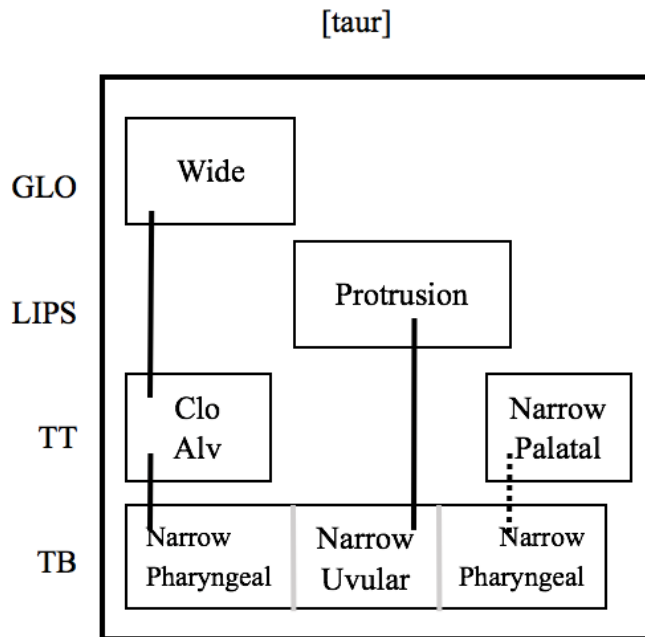 [taur]
GLO
Wide
LIPS
Protrusion
TT
Clo
Alv
Narrow
Palatal
TB
Narrow
Pharyngeal
Narrow
Uvular
Narrow
Pharyngeal